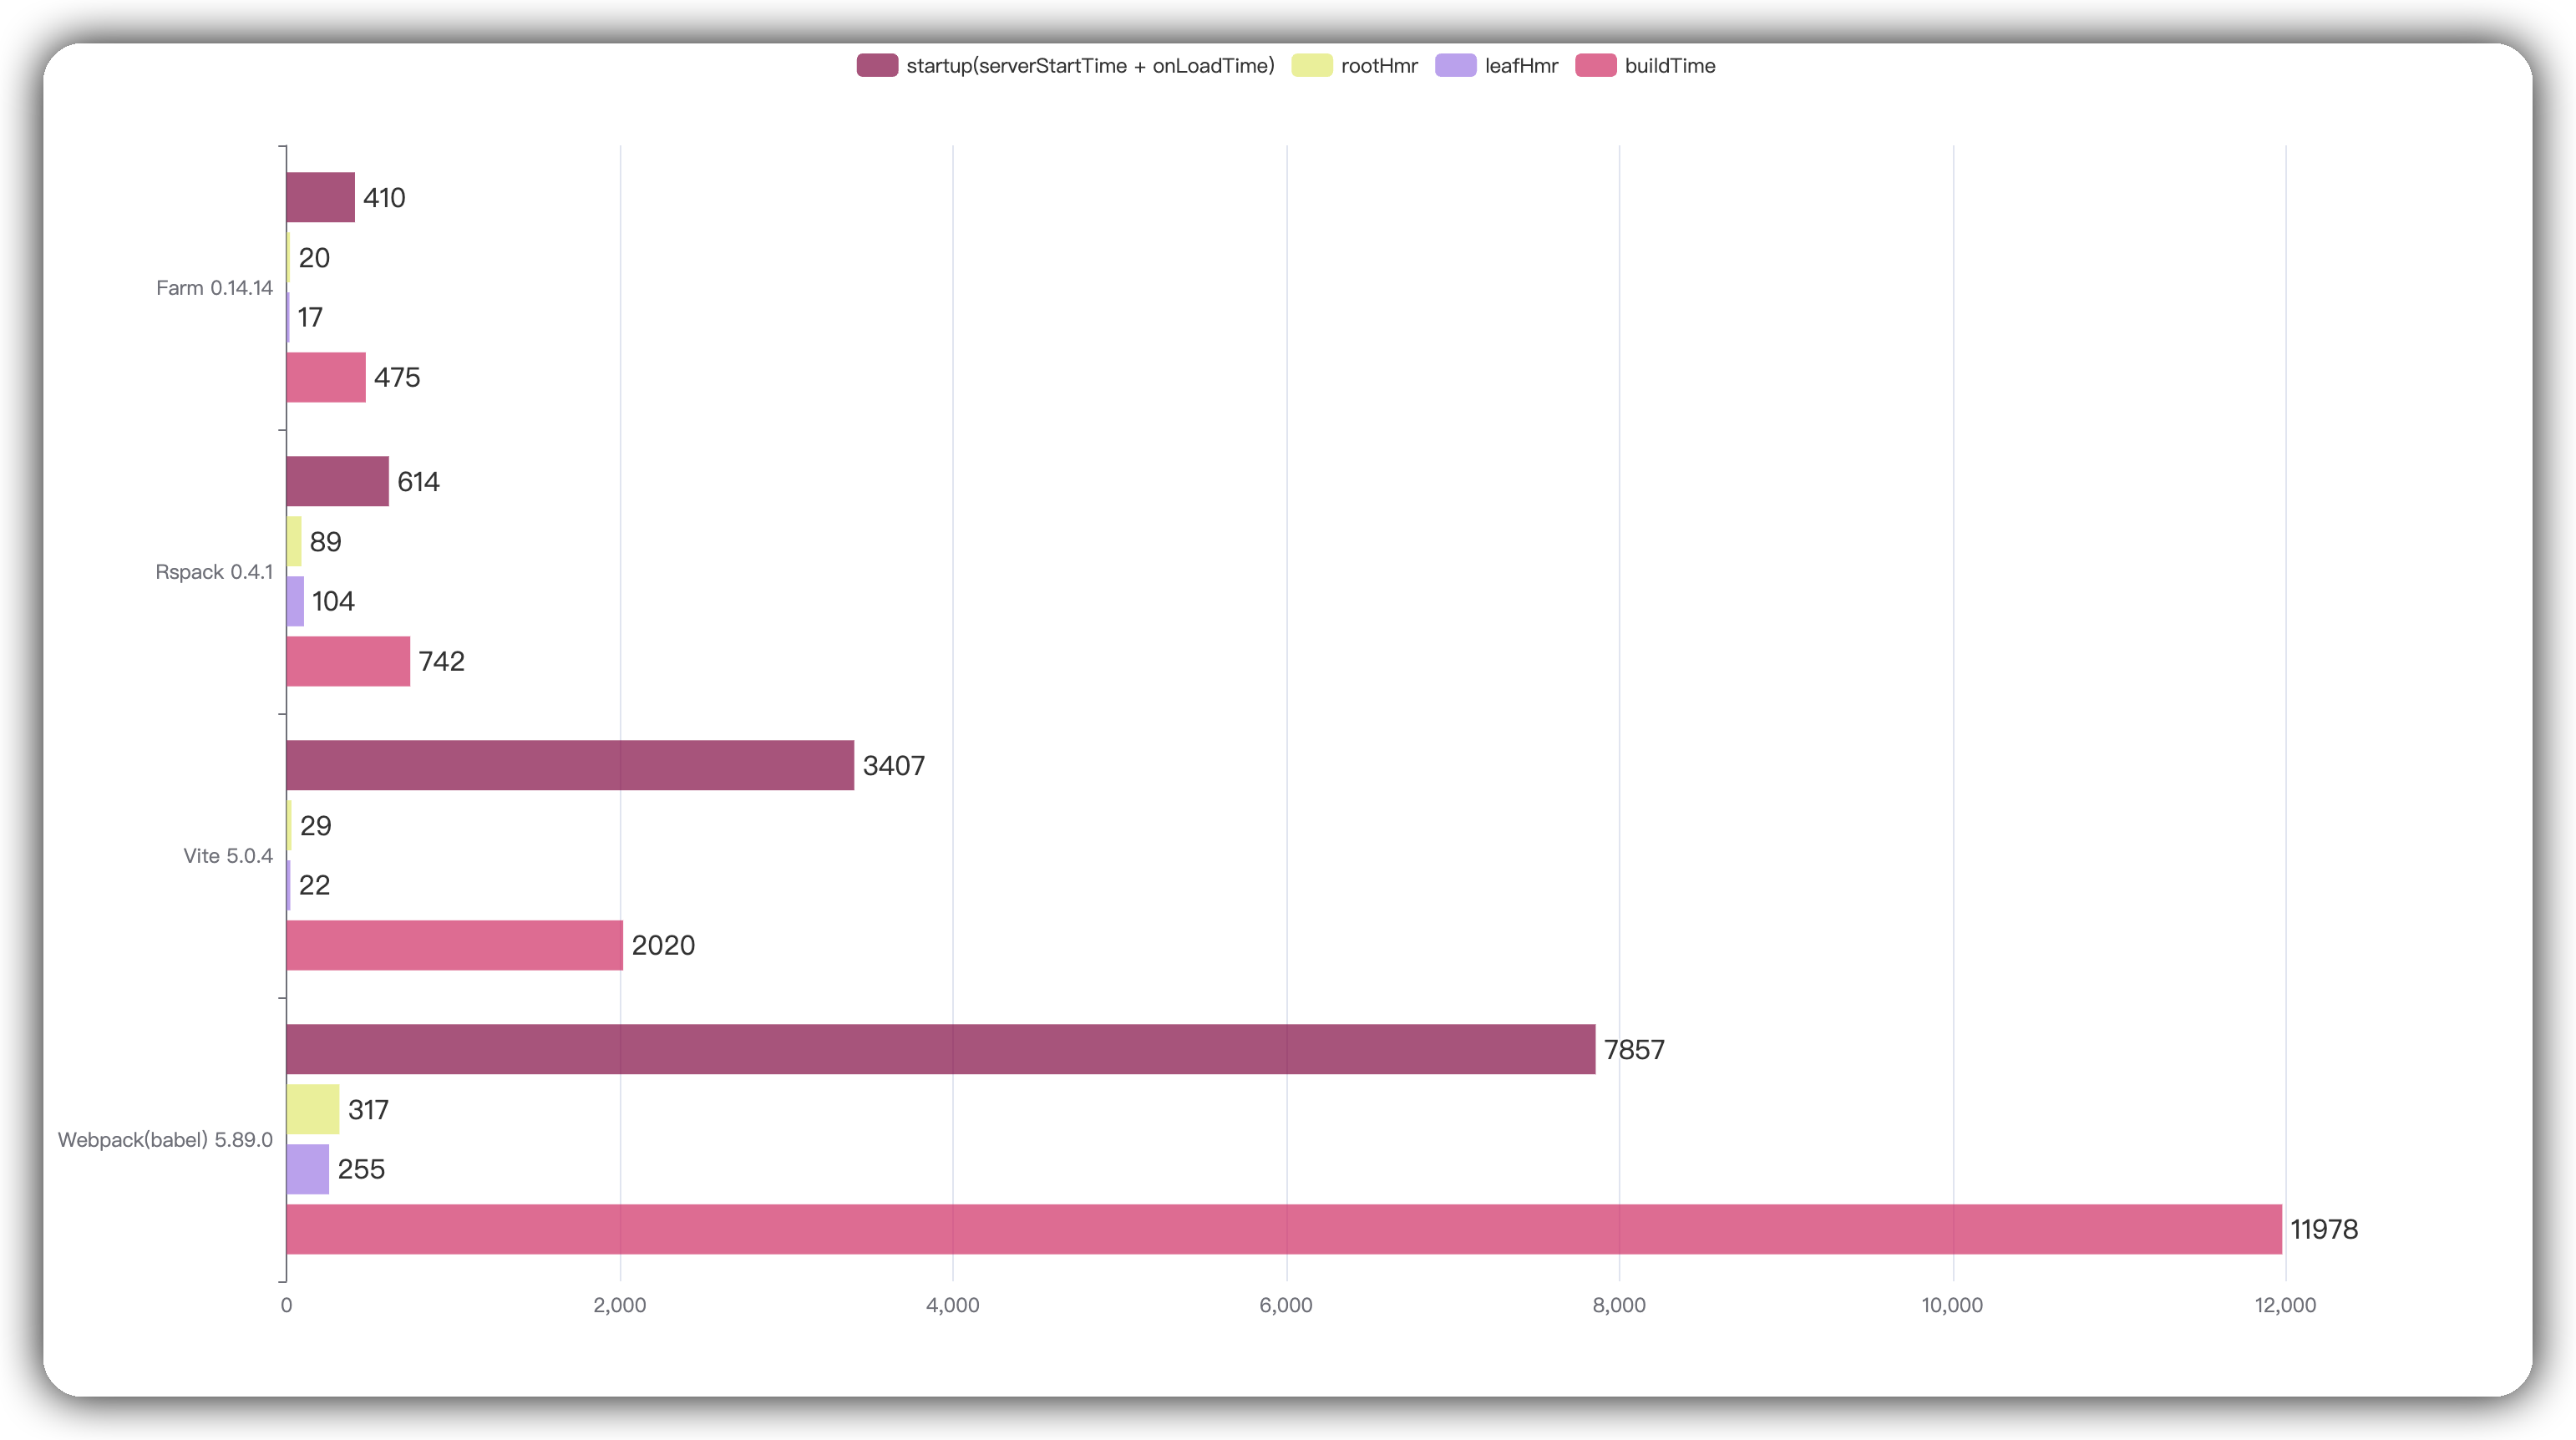 startup(serverStartTime + onLoadTime) rootHmr leafHmr buildTime
410
20
Farm 0.14.14
17
475
614
89
Rspack 0.4.1
104
742
3407
29
Vite 5.0.4
22
2020
7857
317
Webpack(babel) 5.89.0
255
11978
0 2,000 4,000 6,000 8,000 10,000 12,000